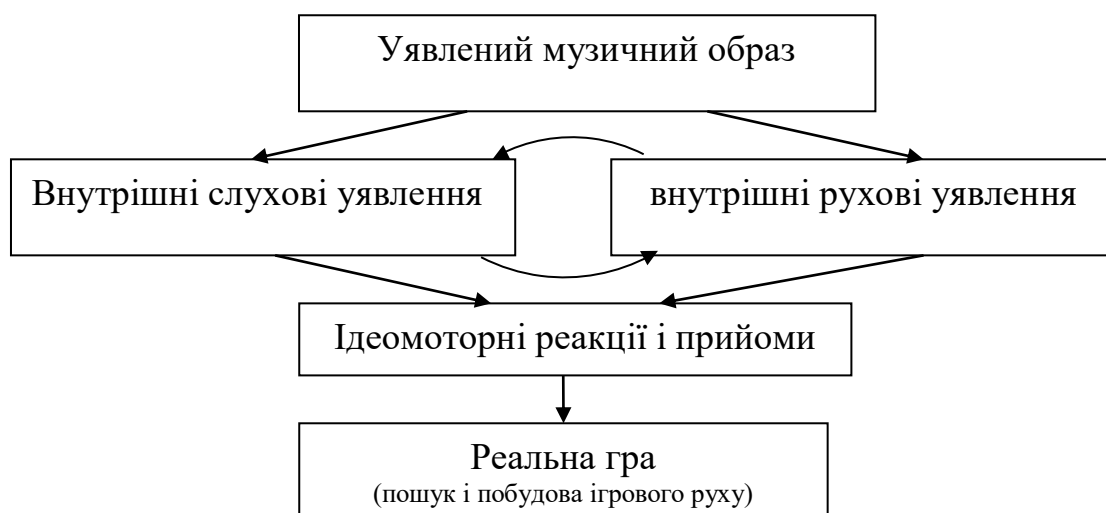 Уявлений музичний образ
Внутрішні слухові уявлення
внутрішні рухові уявлення
Ідеомоторні реакції і прийоми
Реальна гра
(пошук і побудова ігрового руху)